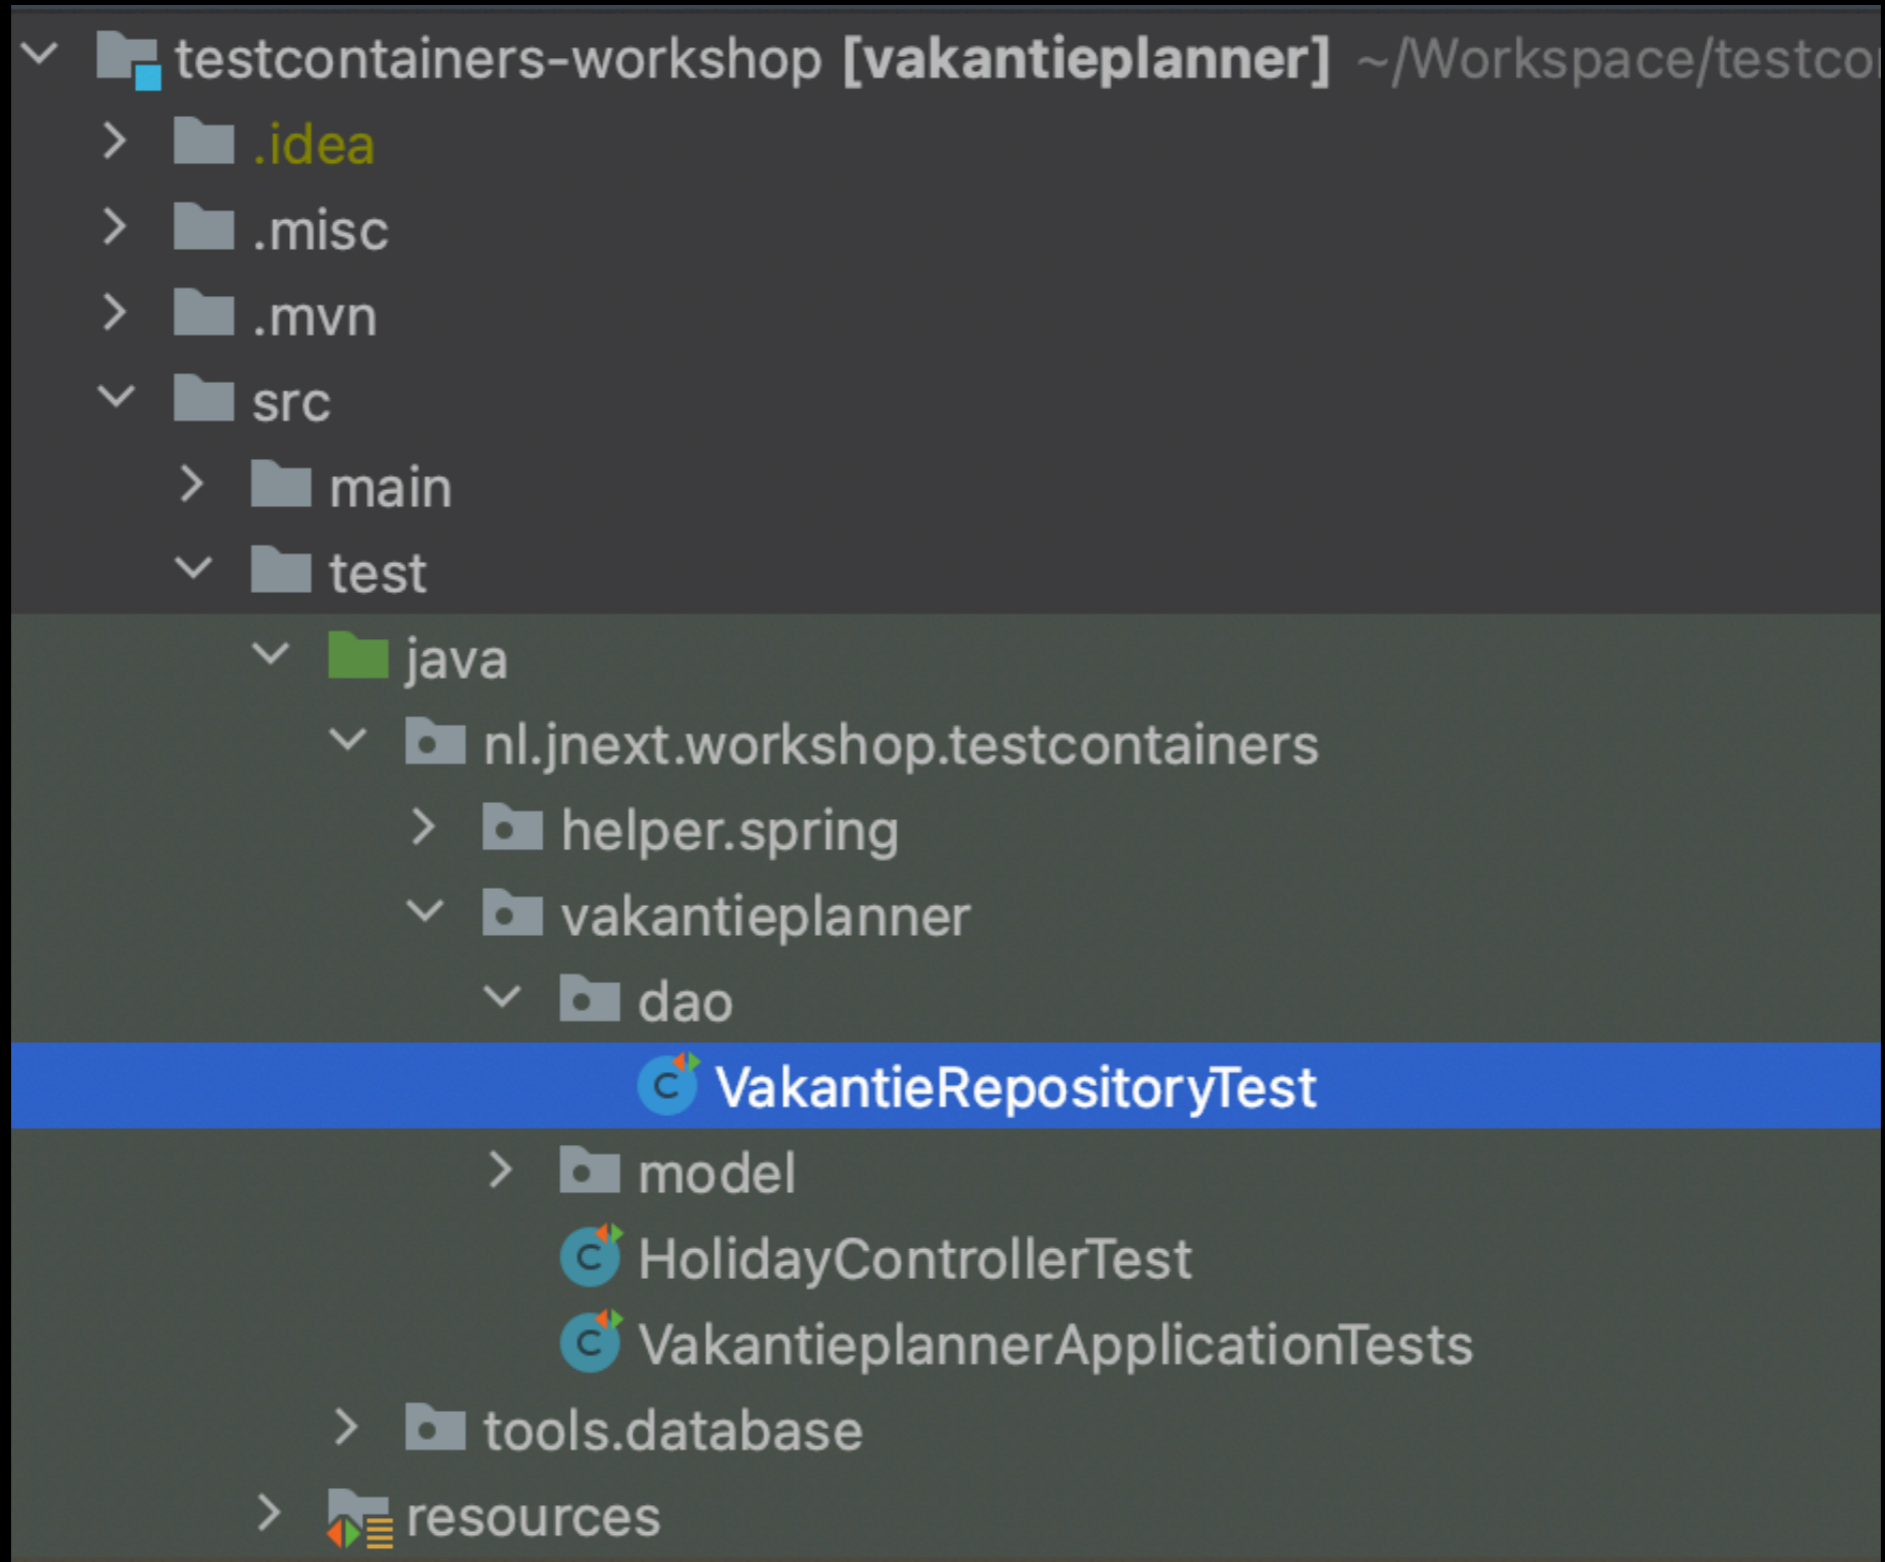 testcontainers-workshop [vakantieplanner] ~/Workspace/testco
.idea
.misc
.mvn
src
main
test
java
nl.jnext.workshop.testcontainers
helper.spring
vakantieplanner
dao
VakantieRepositoryTest
model
HolidayControllerTest
VakantieplannerApplicationTests
tools.database
resources